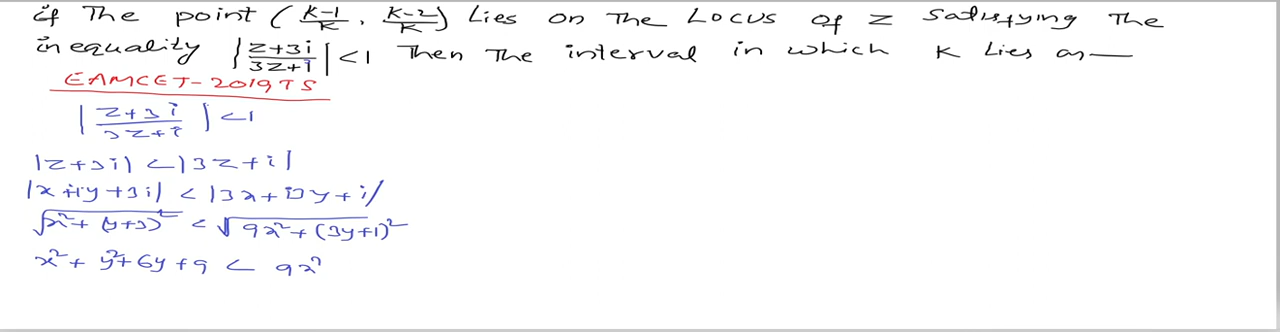 if The point (K-1/K, K-2/K) Lies on The Locus of Z Satisfying The
inequality |Z+3i/3Z+i| < 1 Then The interval in which K Lies as—
EAMCET-2019 TS
|Z+3i/3Z+i| < 1
|Z+3i| < |3Z+i|
|x+iy+3i| < |3x+i3y+i|
√x²+(y+3)² < √9x²+(3y+1)²
x²+y²+6y+9 < 9x²